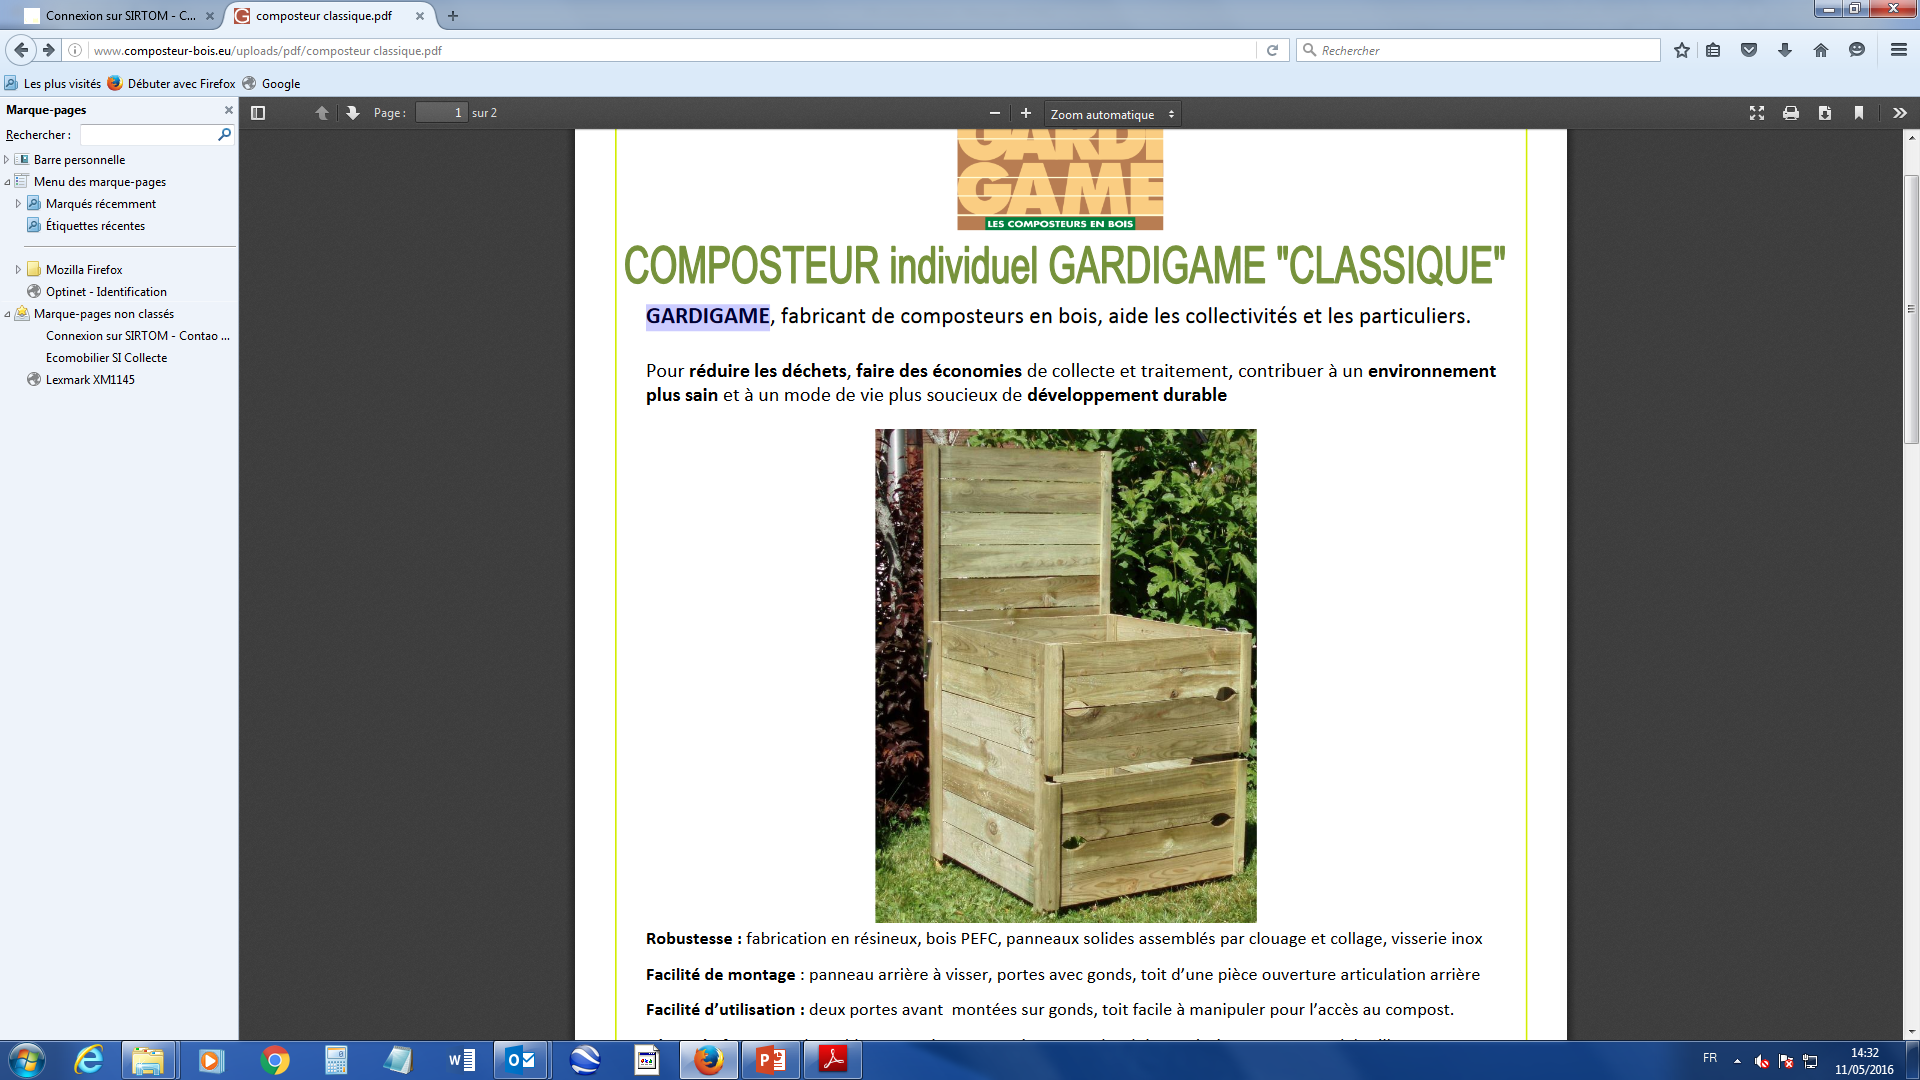 Connexion sur SIRTOM - C...
composteur classique.pdf
www.composteur-bois.eu/uploads/pdf/composteur classique.pdf
Rechercher
Les plus visités
Débuter avec Firefox
Google
Marque-pages
Rechercher :
Barre personnelle
Menu des marque-pages
Marqués récemment
Étiquettes récentes
Mozilla Firefox
Optinet - Identification
Marque-pages non classés
Connexion sur SIRTOM - Contao ...
Ecomobilier SI Collecte
Lexmark XM1145
Page :
1
sur 2
Zoom automatique
GARDI
GAME
LES COMPOSTEURS EN BOIS
COMPOSTEUR individuel GARDIGAME "CLASSIQUE"
GARDIGAME, fabricant de composteurs en bois, aide les collectivités et les particuliers.
Pour réduire les déchets, faire des économies de collecte et traitement, contribuer à un environnement
plus sain et à un mode de vie plus soucieux de développement durable
Robustesse : fabrication en résineux, bois PEFC, panneaux solides assemblés par clouage et collage, visserie inox
Facilité de montage : panneau arrière à visser, portes avec gonds, toit d’une pièce ouverture articulation arrière
Facilité d’utilisation : deux portes avant  montées sur gonds, toit facile à manipuler pour l’accès au compost.
FR
14:32
11/05/2016